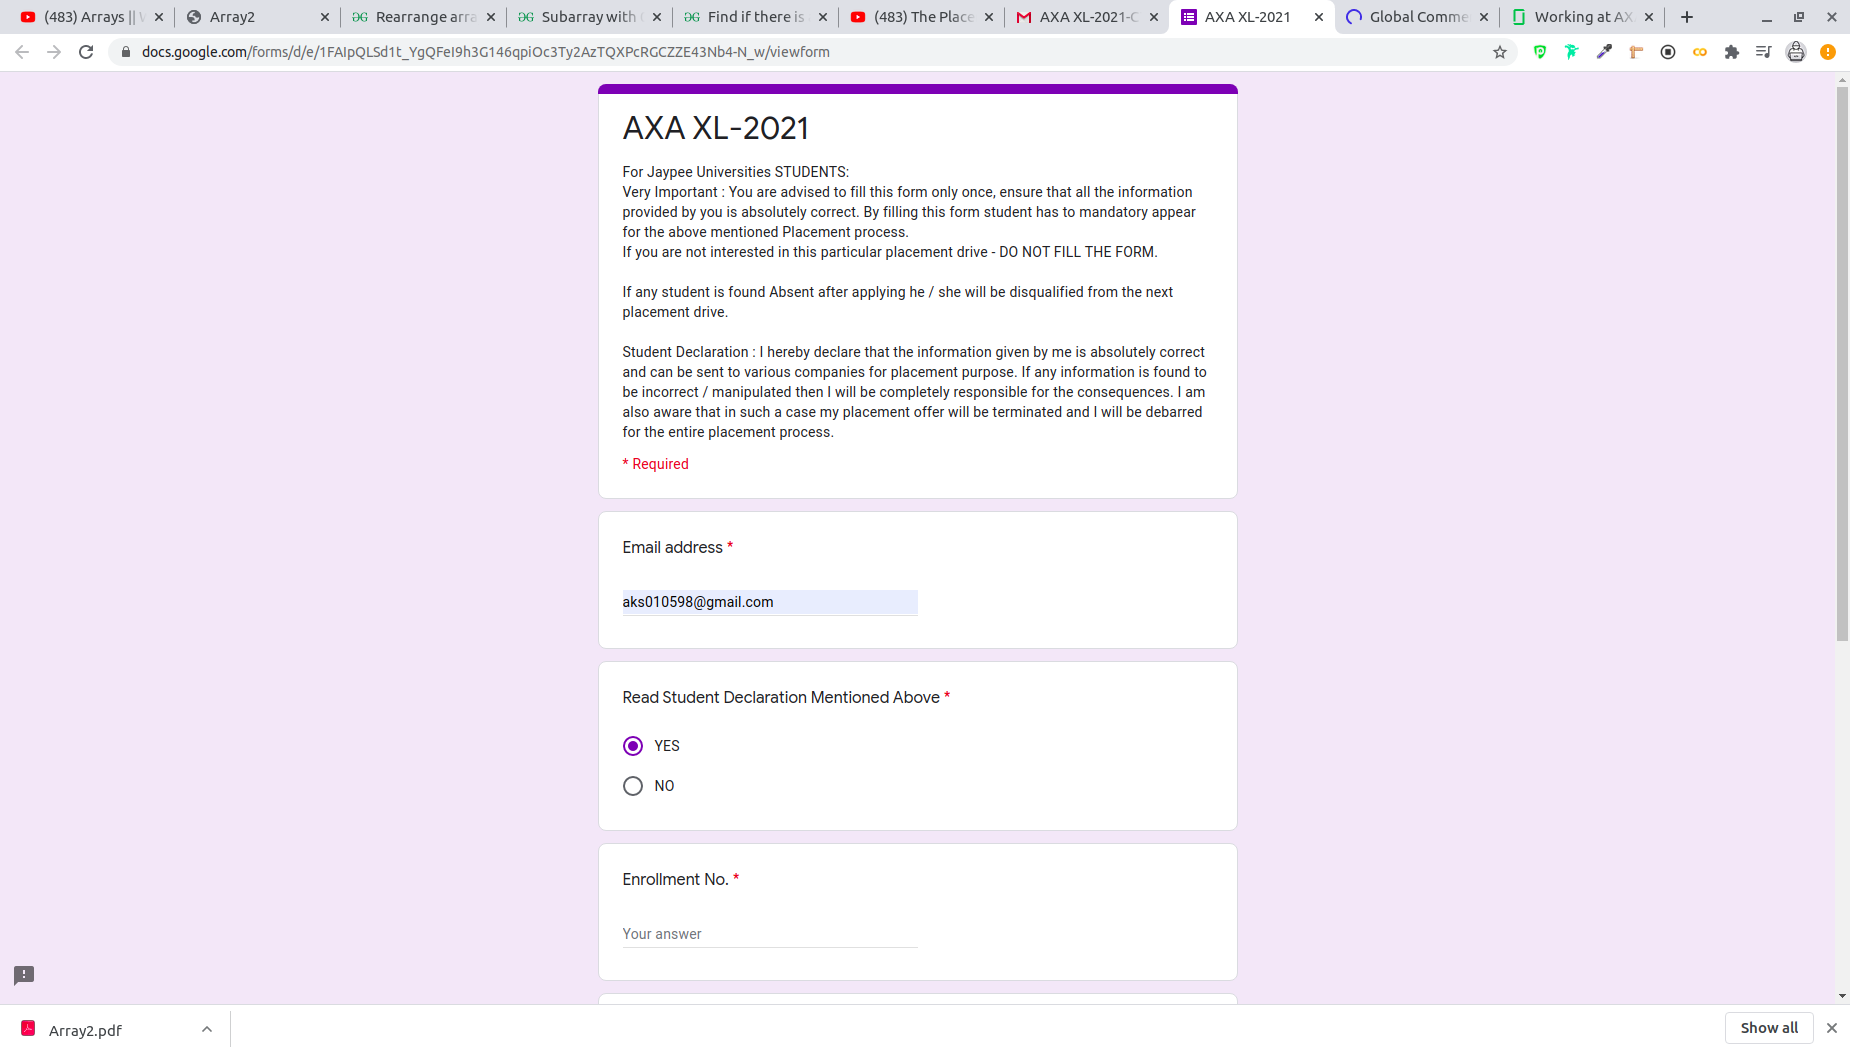 (483) Arrays ||
Array2
Rearrange arra
Subarray with
Find if there is
(483) The Place
AXA XL-2021-C
AXA XL-2021
Global Comme
Working at AX
docs.google.com/forms/d/e/1FAIpQLSd1t_YgQFeI9h3G146qpiOc3Ty2AzTQXPcRGCZZE43Nb4-N_w/viewform
AXA XL-2021
For Jaypee Universities STUDENTS:
Very Important : You are advised to fill this form only once, ensure that all the information
provided by you is absolutely correct. By filling this form student has to mandatory appear
for the above mentioned Placement process.
If you are not interested in this particular placement drive - DO NOT FILL THE FORM.
If any student is found Absent after applying he / she will be disqualified from the next
placement drive.
Student Declaration : I hereby declare that the information given by me is absolutely correct
and can be sent to various companies for placement purpose. If any information is found to
be incorrect / manipulated then I will be completely responsible for the consequences. I am
also aware that in such a case my placement offer will be terminated and I will be debarred
for the entire placement process.
* Required
Email address *
aks010598@gmail.com
Read Student Declaration Mentioned Above *
YES
NO
Enrollment No. *
Your answer
Array2.pdf
Show all